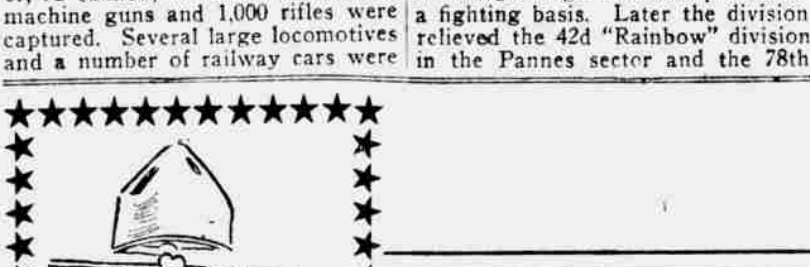 machine guns and 1,000 rifles were
captured. Several large locomotives
and a number of railway cars were
a fighting basis. Later the division
relieved the 42d "Rainbow" division
in the Pannes sector and the 78th